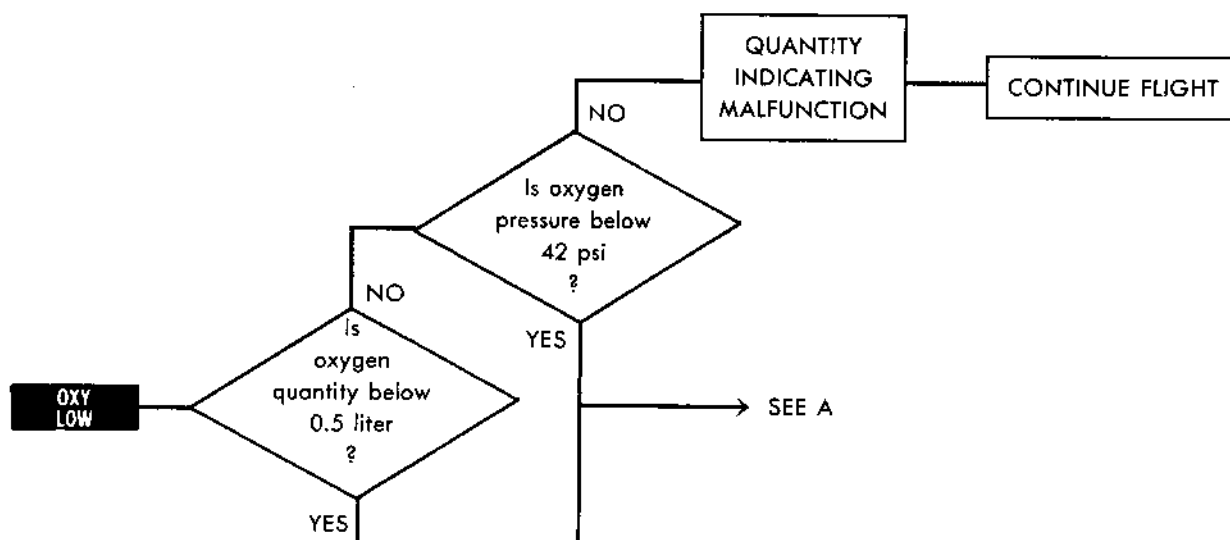 QUANTITY
INDICATING
MALFUNCTION
CONTINUE FLIGHT
NO
Is oxygen
pressure below
42 psi
?
NO
YES
Is
oxygen
quantity below
0.5 liter
?
OXY
LOW
SEE A
YES